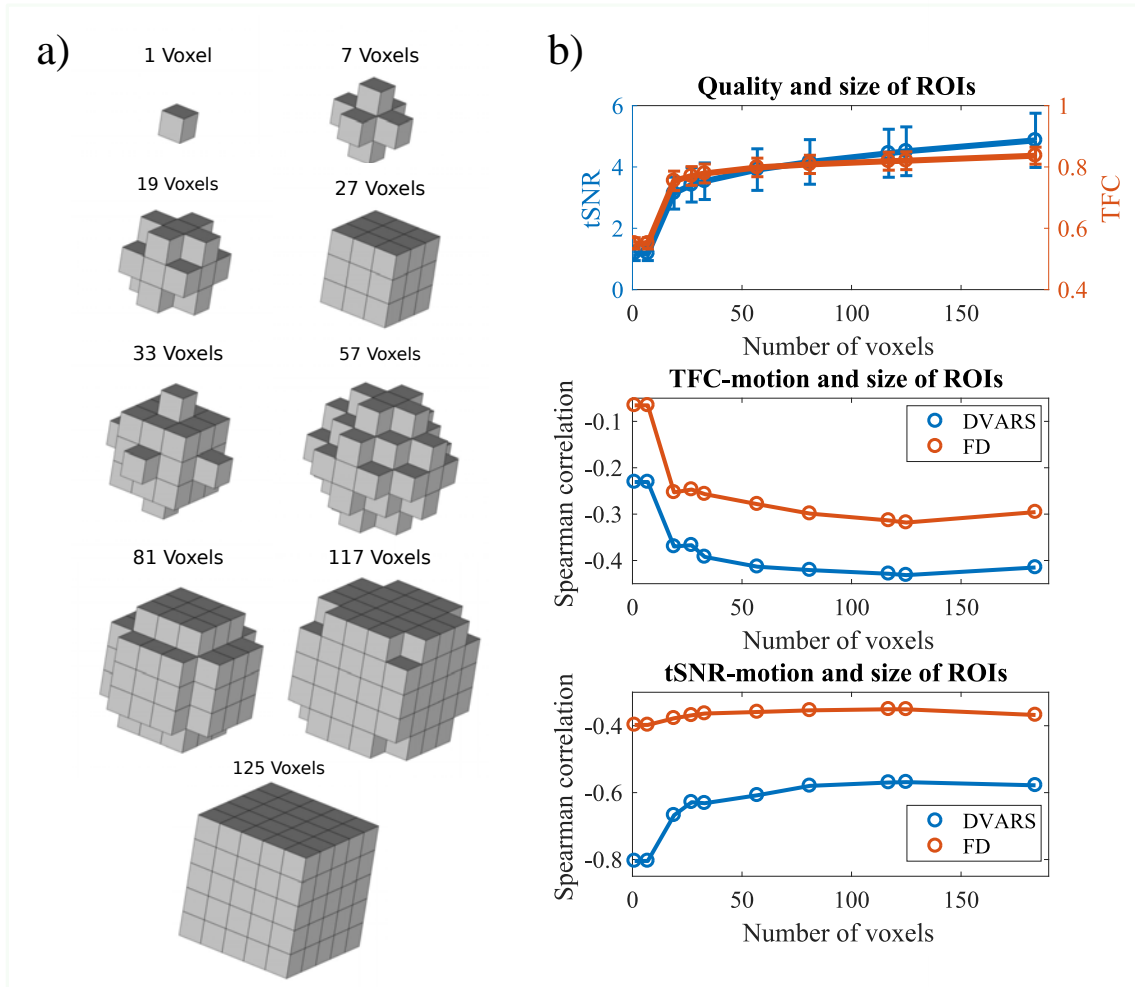 a)
1 Voxel
7 Voxels
19 Voxels
27 Voxels
33 Voxels
57 Voxels
81 Voxels
117 Voxels
125 Voxels
b)
Quality and size of ROIs
6
4
2
0
tSNR
1
0.8
0.6
0.4
TFC
0
50
100
150
Number of voxels
TFC-motion and size of ROIs
-0.1
-0.2
-0.3
-0.4
Spearman correlation
DVARS
FD
0
50
100
150
Number of voxels
tSNR-motion and size of ROIs
-0.4
-0.6
-0.8
Spearman correlation
DVARS
FD
0
50
100
150
Number of voxels